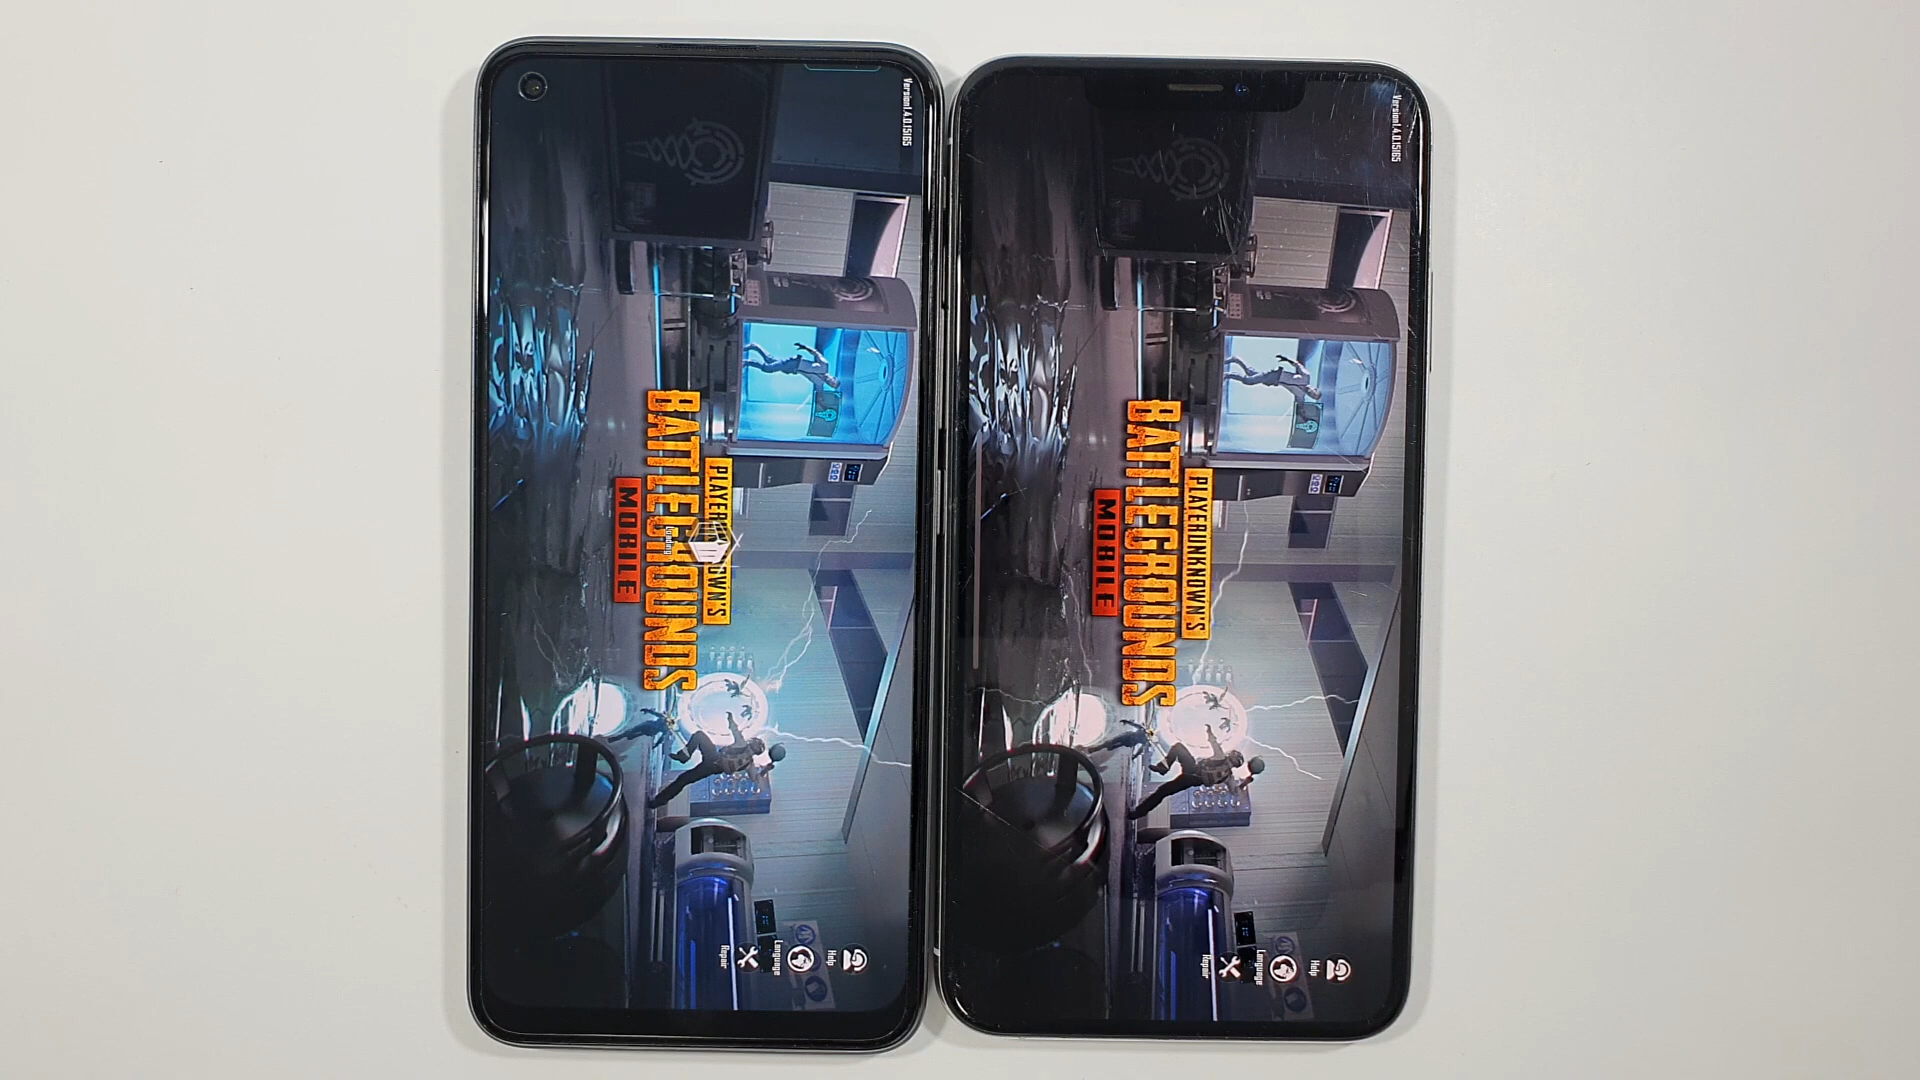 Version1.4.0.15165
PLAYERUNKNOWN'S
BATTLEGROUNDS
MOBILE
Loading
Help
Language
Repair
Version1.4.0.15165
PLAYERUNKNOWN'S
BATTLEGROUNDS
MOBILE
Help
Language
Repair